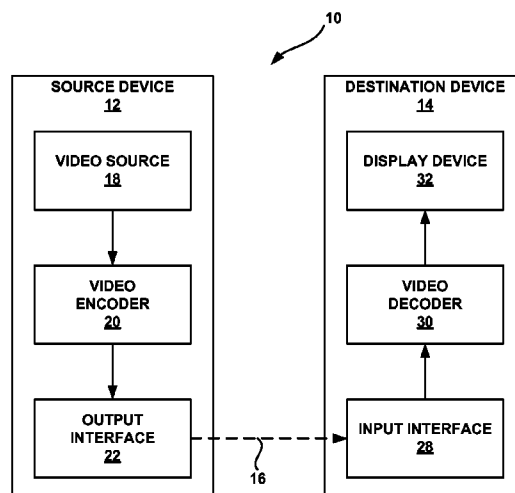 10
SOURCE DEVICE
12
VIDEO SOURCE
18
VIDEO
ENCODER
20
OUTPUT
INTERFACE
22
16
DESTINATION DEVICE
14
DISPLAY DEVICE
32
VIDEO
DECODER
30
INPUT INTERFACE
28